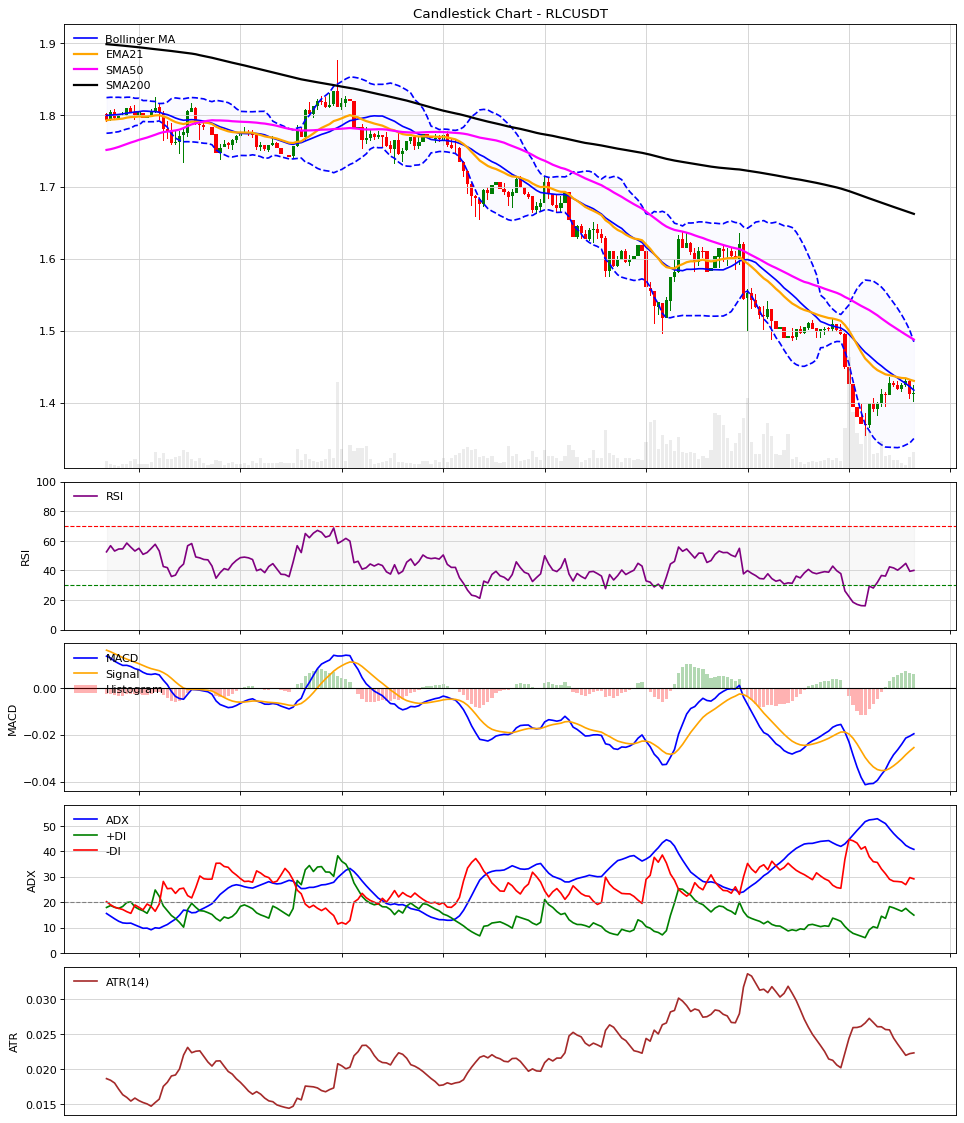 Candlestick Chart - RLCUSDT
Bollinger MA
EMA21
SMA50
SMA200
1.9
1.8
1.7
1.6
1.5
1.4
RSI
RSI
100
80
60
40
20
0
MACD
Signal
Histogram
MACD
0.00
−0.02
−0.04
ADX
+DI
-DI
ADX
50
40
30
20
10
0
ATR(14)
ATR
0.030
0.025
0.020
0.015